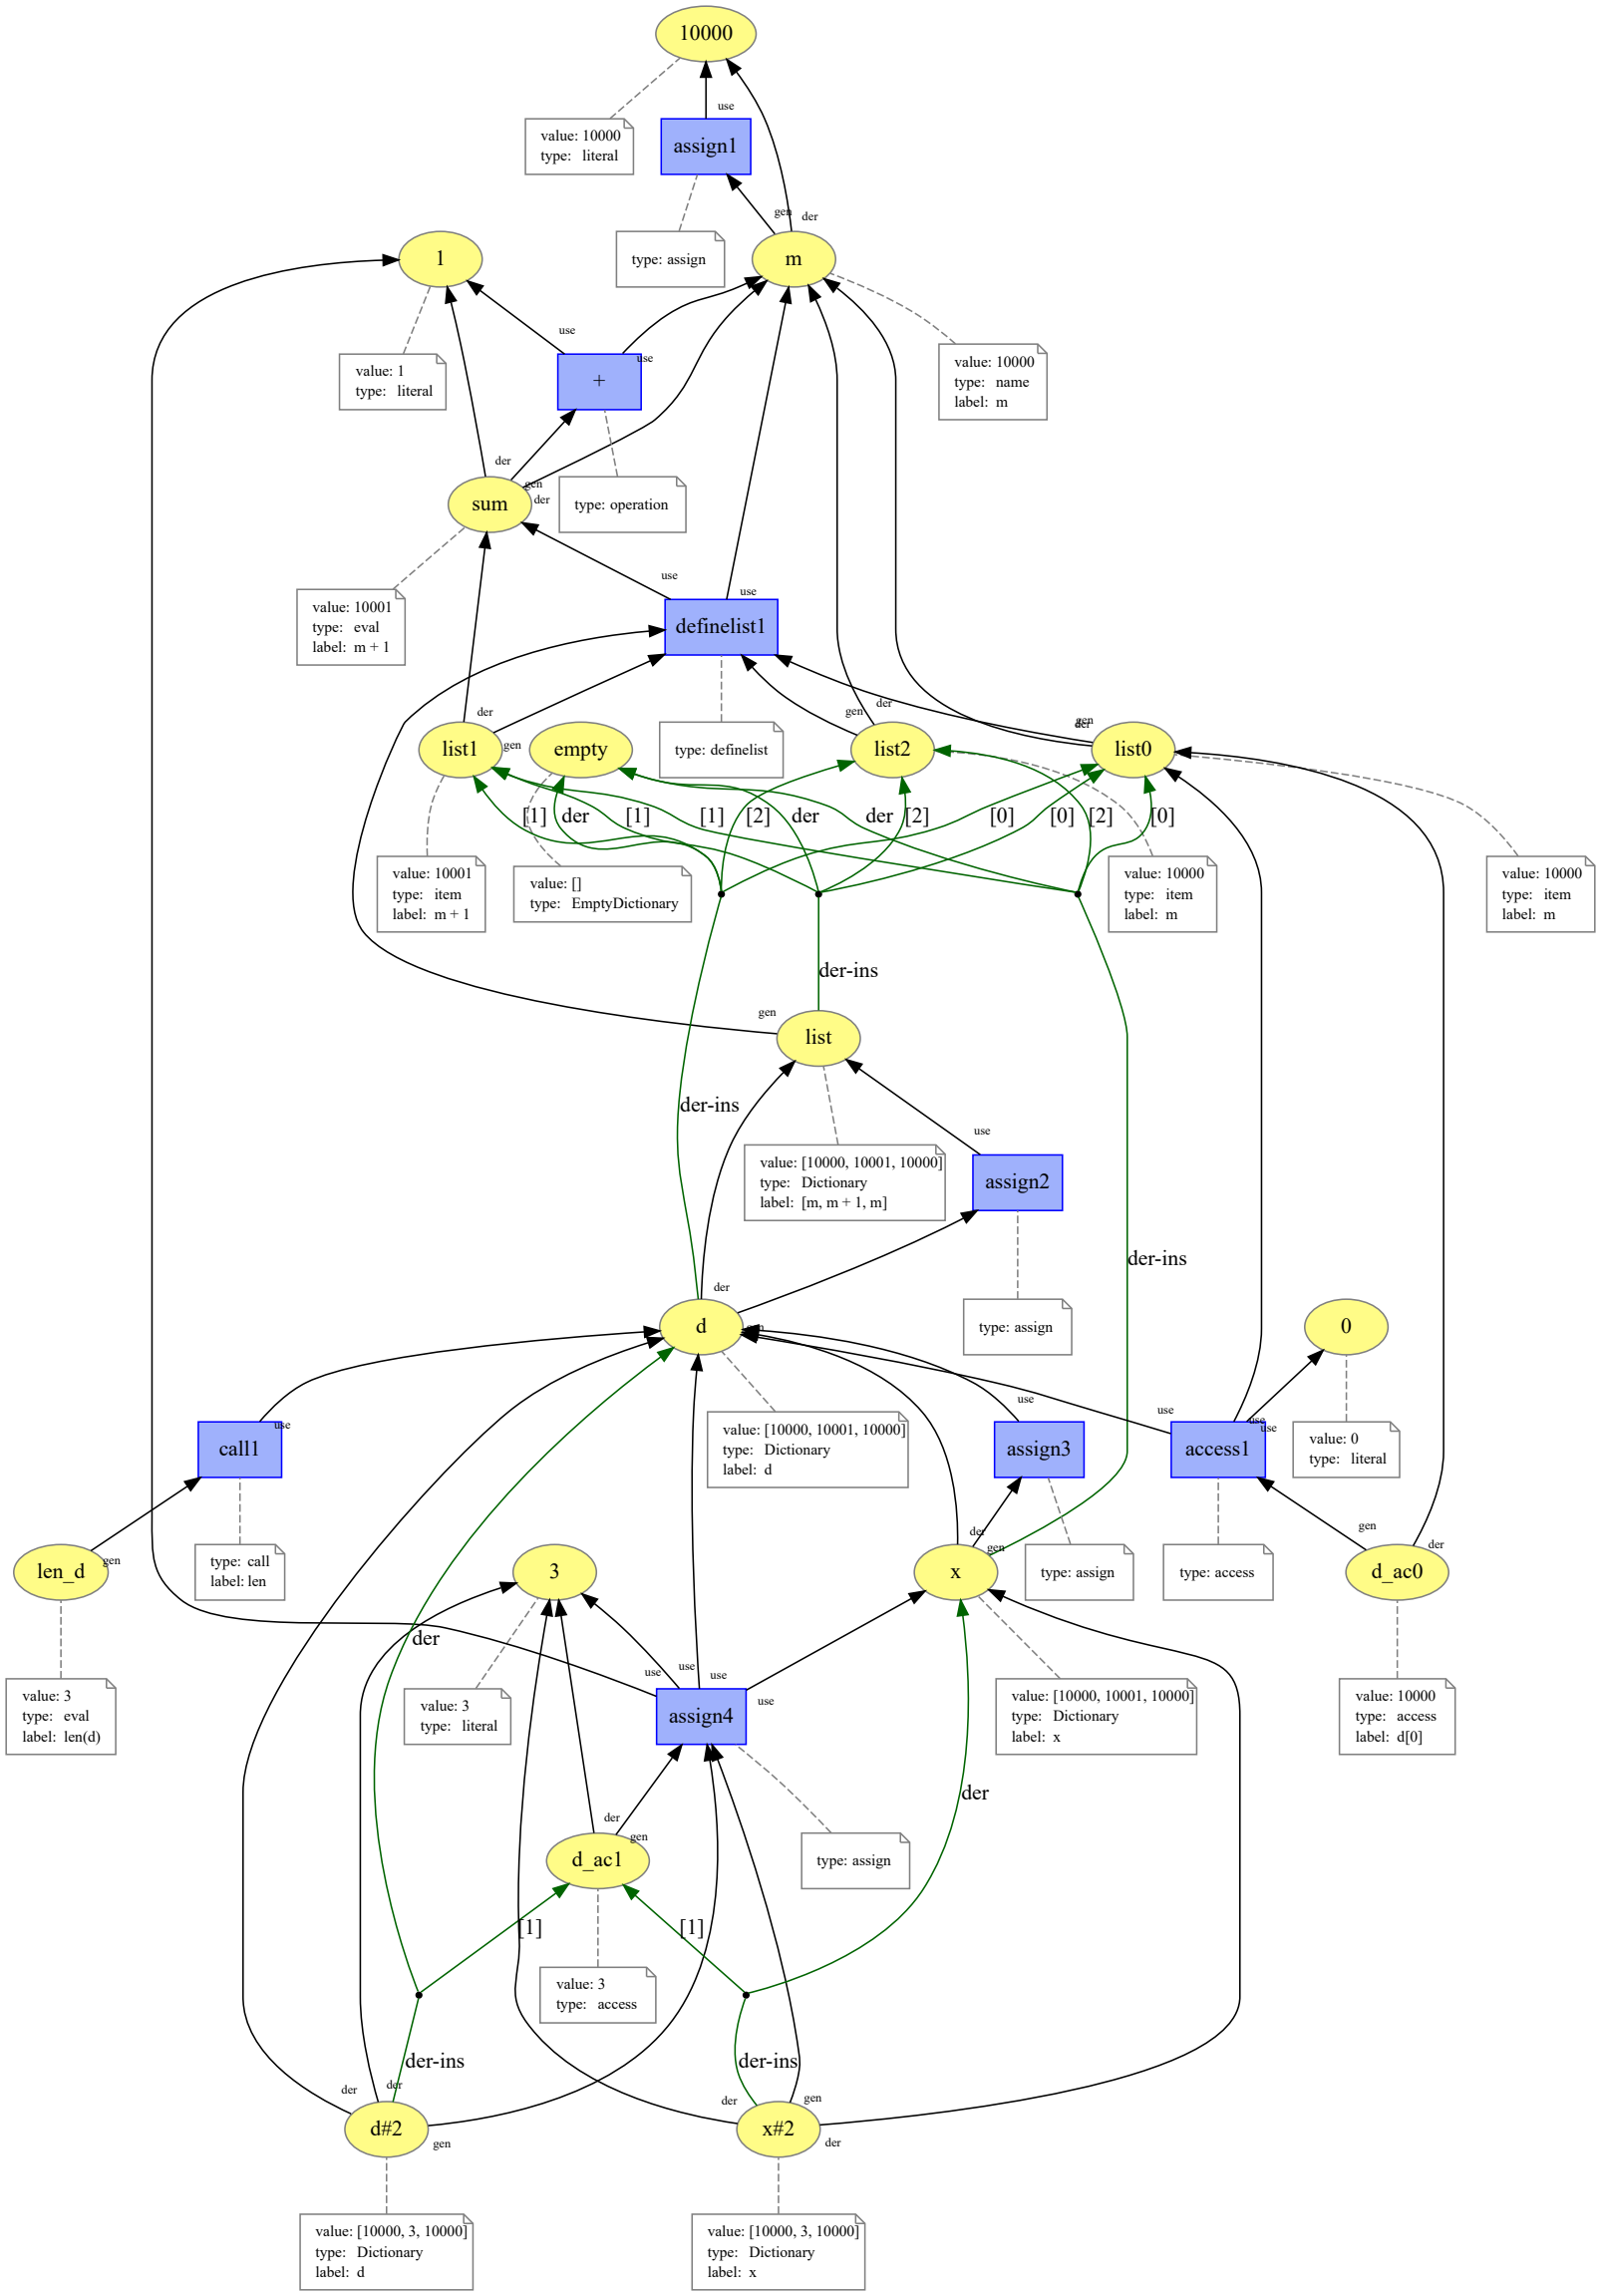 10000
use
value: 10000
type: literal
assign1
gen
der
type: assign
1
m
use
use
value: 1
type: literal
+
value: 10000
type: name
label: m
der
gen
der
sum
type: operation
use
use
value: 10001
type: eval
label: m + 1
definelist1
der
gen
der
gen
gen
der
list1
empty
type: definelist
list2
list0
[1]
der
[1]
[1]
[2]
der
der
[2]
[0]
[0]
[2]
[0]
value: 10001
type: item
label: m + 1
value: []
type: EmptyDictionary
value: 10000
type: item
label: m
value: 10000
type: item
label: m
der-ins
gen
list
der-ins
use
value: [10000, 10001, 10000]
type: Dictionary
label: [m, m + 1, m]
assign2
der-ins
der
gen
d
type: assign
0
use
use
use
use
use
call1
value: [10000, 10001, 10000]
type: Dictionary
label: d
assign3
access1
value: 0
type: literal
gen
der
gen
gen
der
len_d
type: call
label: len
3
x
type: assign
type: access
d_ac0
der
use
use
use
use
value: 3
type: eval
label: len(d)
value: 3
type: literal
assign4
value: [10000, 10001, 10000]
type: Dictionary
label: x
value: 10000
type: access
label: d[0]
der
der
gen
d_ac1
type: assign
[1]
[1]
value: 3
type: access
der-ins
der-ins
der
der
der
gen
d#2
gen
x#2
der
value: [10000, 3, 10000]
type: Dictionary
label: d
value: [10000, 3, 10000]
type: Dictionary
label: x